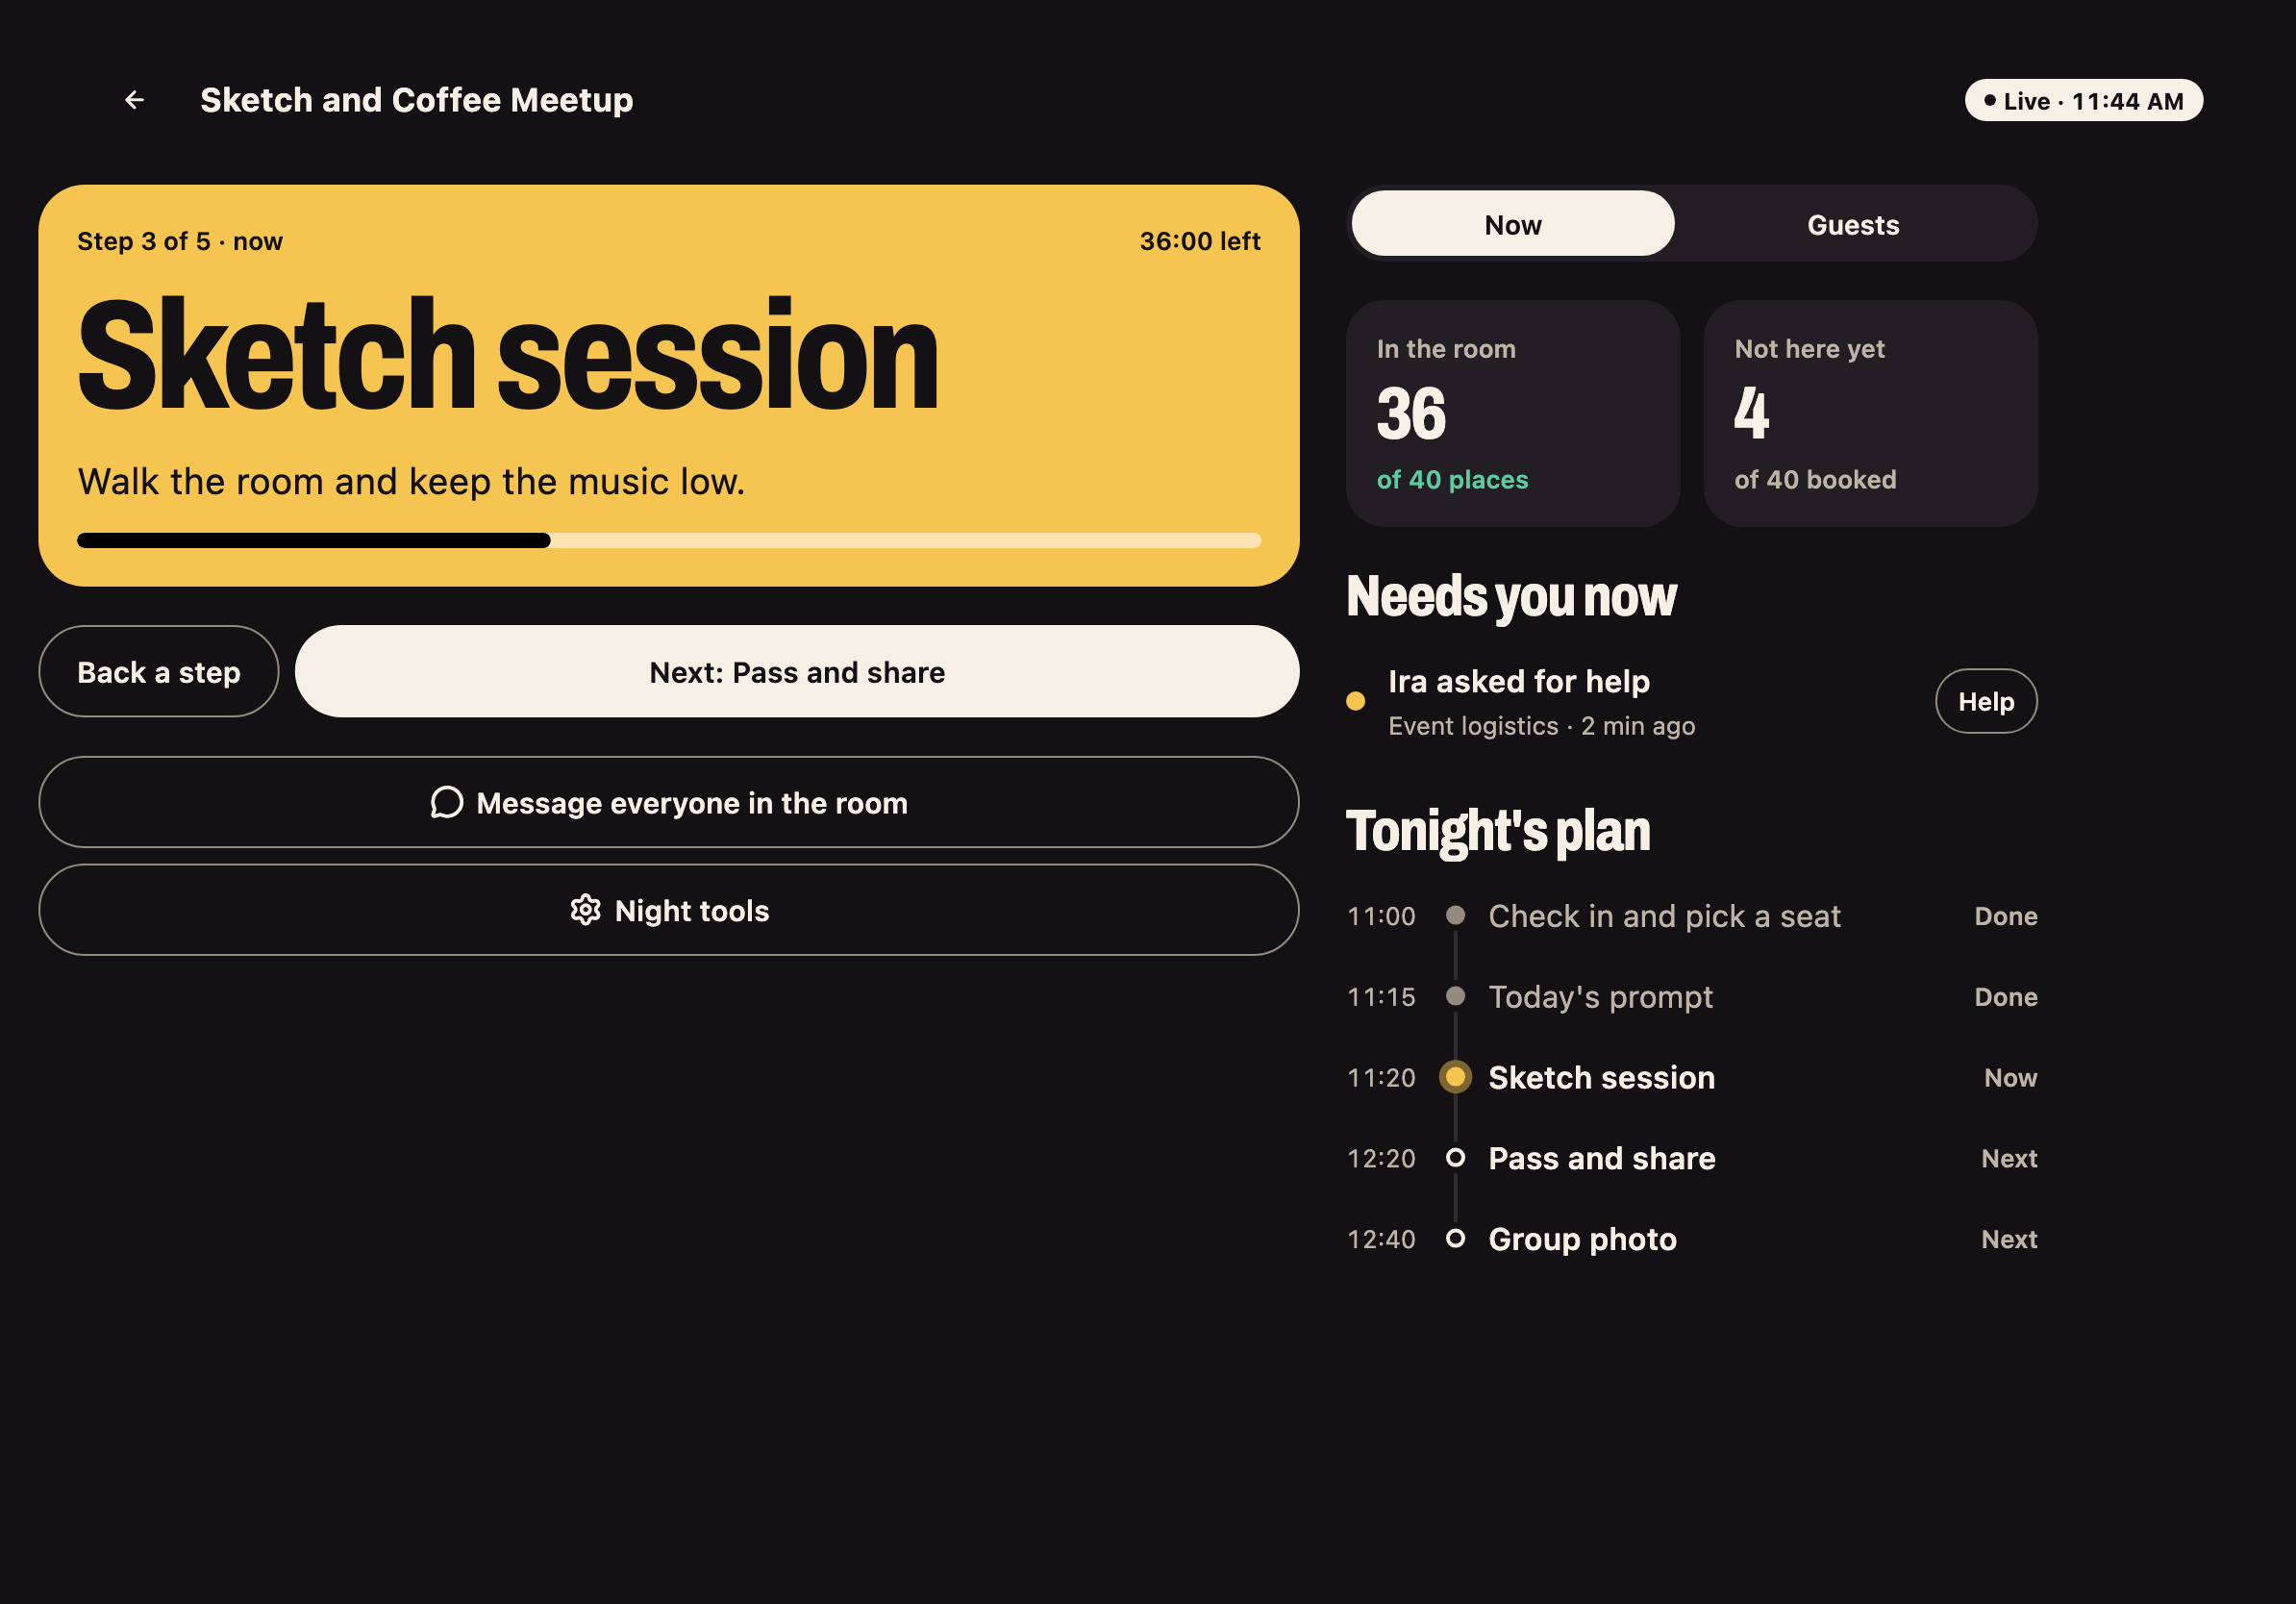 Sketch and Coffee Meetup
Live · 11:44 AM
Step 3 of 5 · now
36:00 left
Sketch session
Walk the room and keep the music low.
Back a step
Next: Pass and share
Message everyone in the room
Night tools
Now
Guests
In the room
36
of 40 places
Not here yet
4
of 40 booked
Needs you now
Ira asked for help
Event logistics · 2 min ago
Help
Tonight's plan
11:00 Check in and pick a seat Done
11:15 Today's prompt Done
11:20 Sketch session Now
12:20 Pass and share Next
12:40 Group photo Next